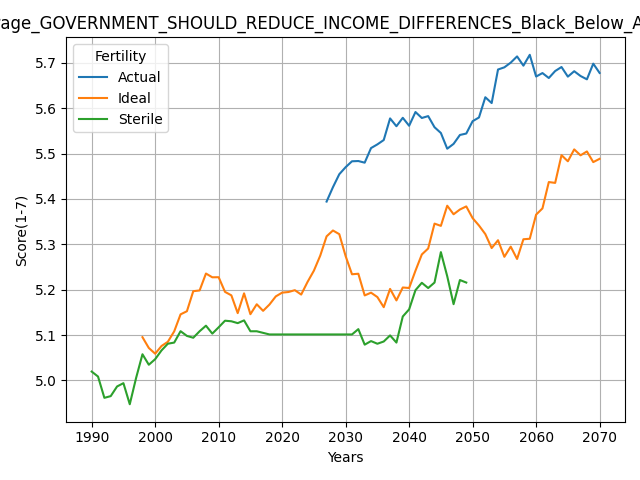 rage_GOVERNMENT_SHOULD_REDUCE_INCOME_DIFFERENCES_Black_Below_A
Fertility
Actual
Ideal
Sterile
Score(1-7)
5.7
5.6
5.5
5.4
5.3
5.2
5.1
5.0
1990 2000 2010 2020 2030 2040 2050 2060 2070
Years